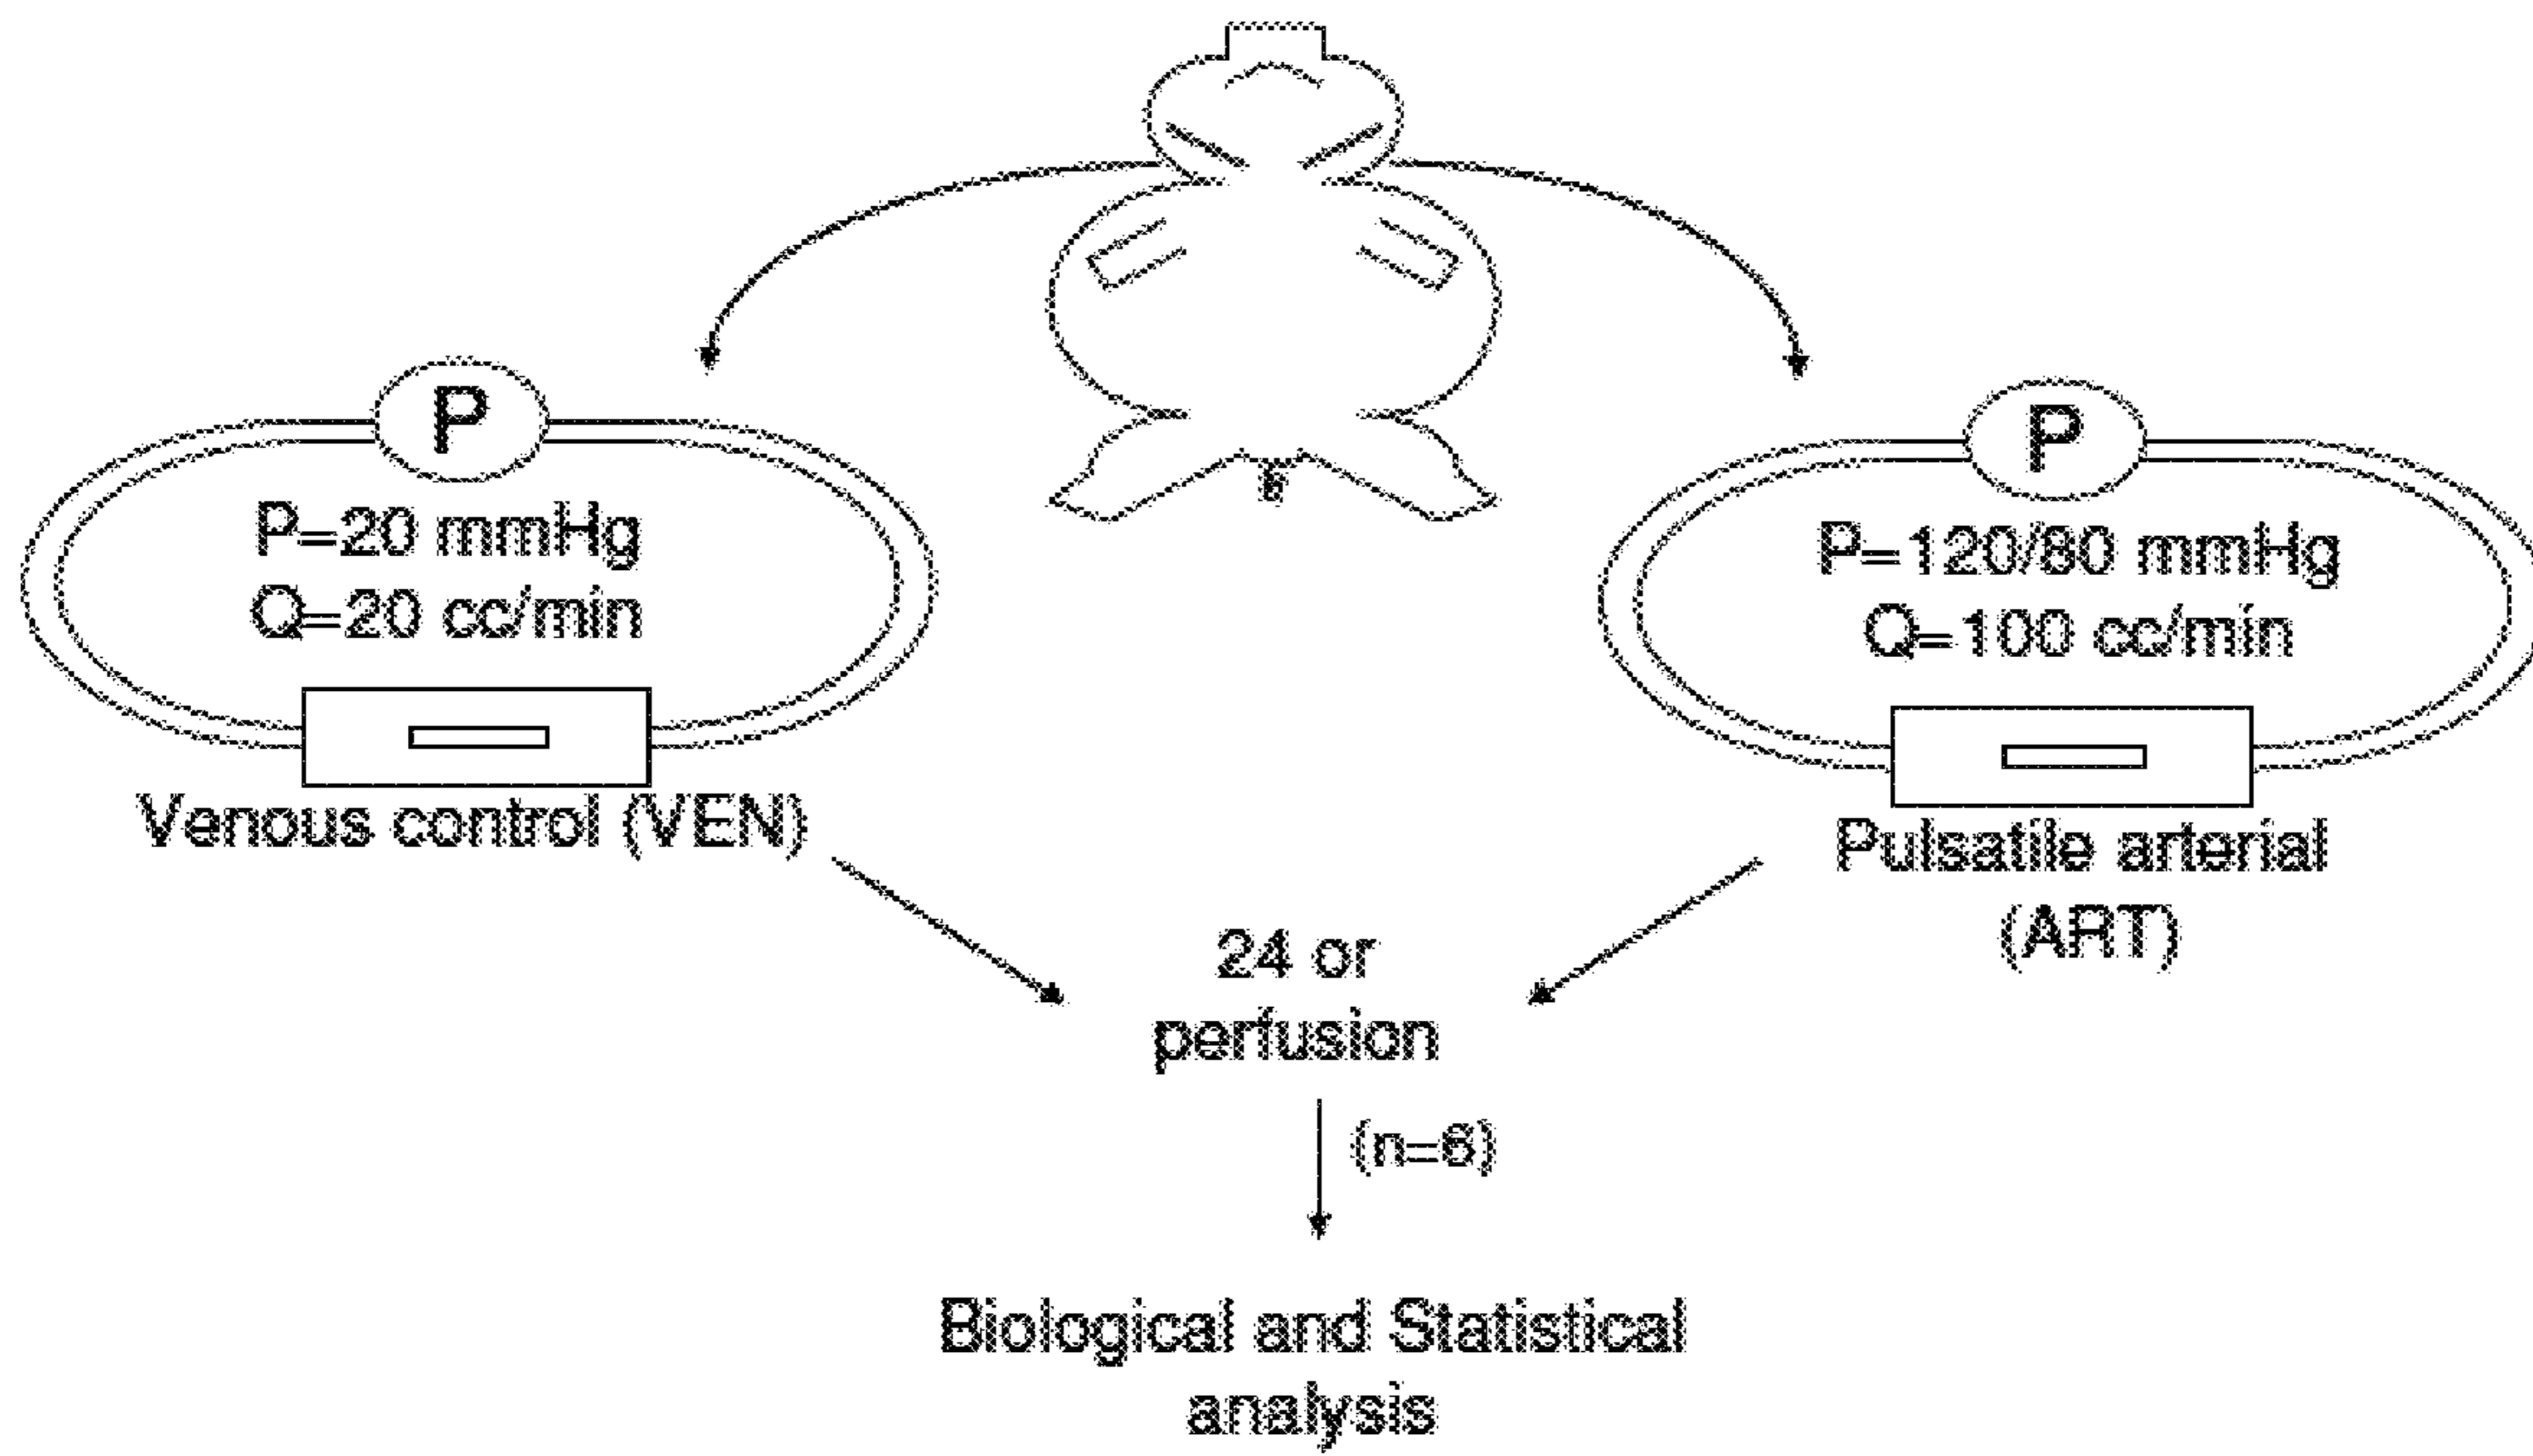 P
P=20 mmHg
Q=20 cc/min
Venous control (VEN)
P
P=120/80 mmHg
Q=100 cc/min
Pulsatile arterial
(ART)
24 or
perfusion
(n=6)
Biological and Statistical
analysis